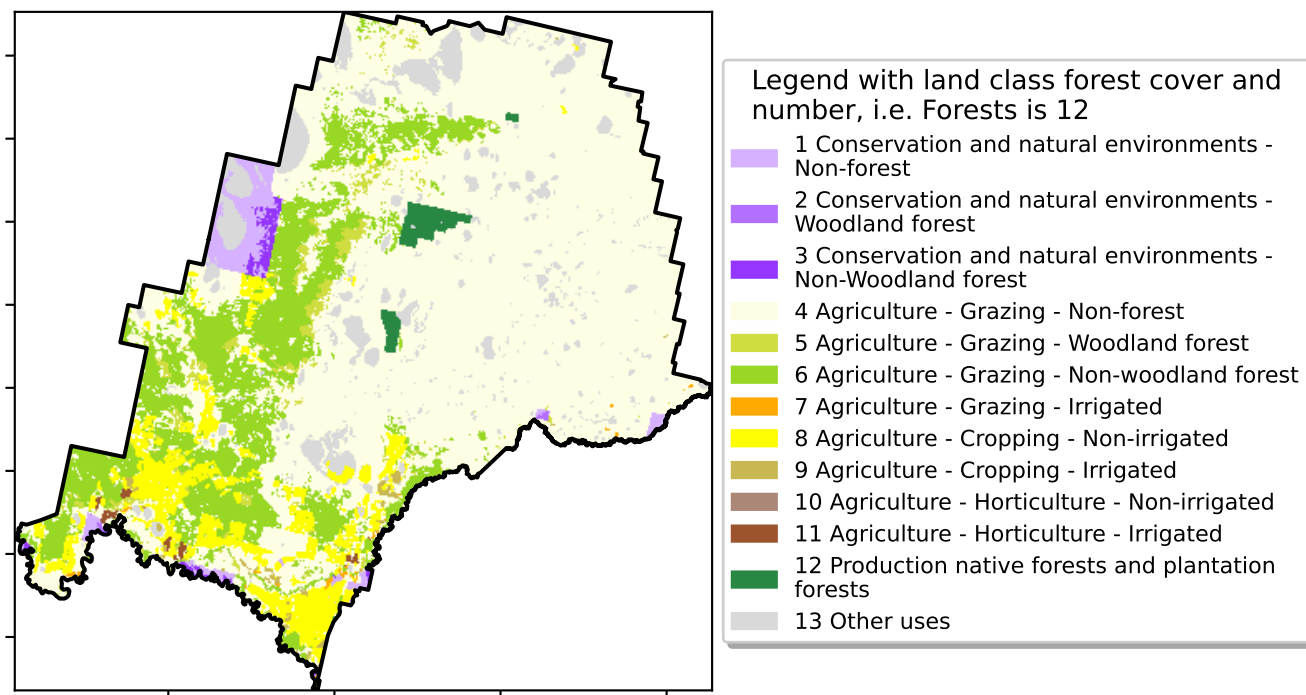 Legend with land class forest cover and
number, i.e. Forests is 12
1 Conservation and natural environments -
Non-forest
2 Conservation and natural environments -
Woodland forest
3 Conservation and natural environments -
Non-Woodland forest
4 Agriculture - Grazing - Non-forest
5 Agriculture - Grazing - Woodland forest
6 Agriculture - Grazing - Non-woodland forest
7 Agriculture - Grazing - Irrigated
8 Agriculture - Cropping - Non-irrigated
9 Agriculture - Cropping - Irrigated
10 Agriculture - Horticulture - Non-irrigated
11 Agriculture - Horticulture - Irrigated
12 Production native forests and plantation
forests
13 Other uses